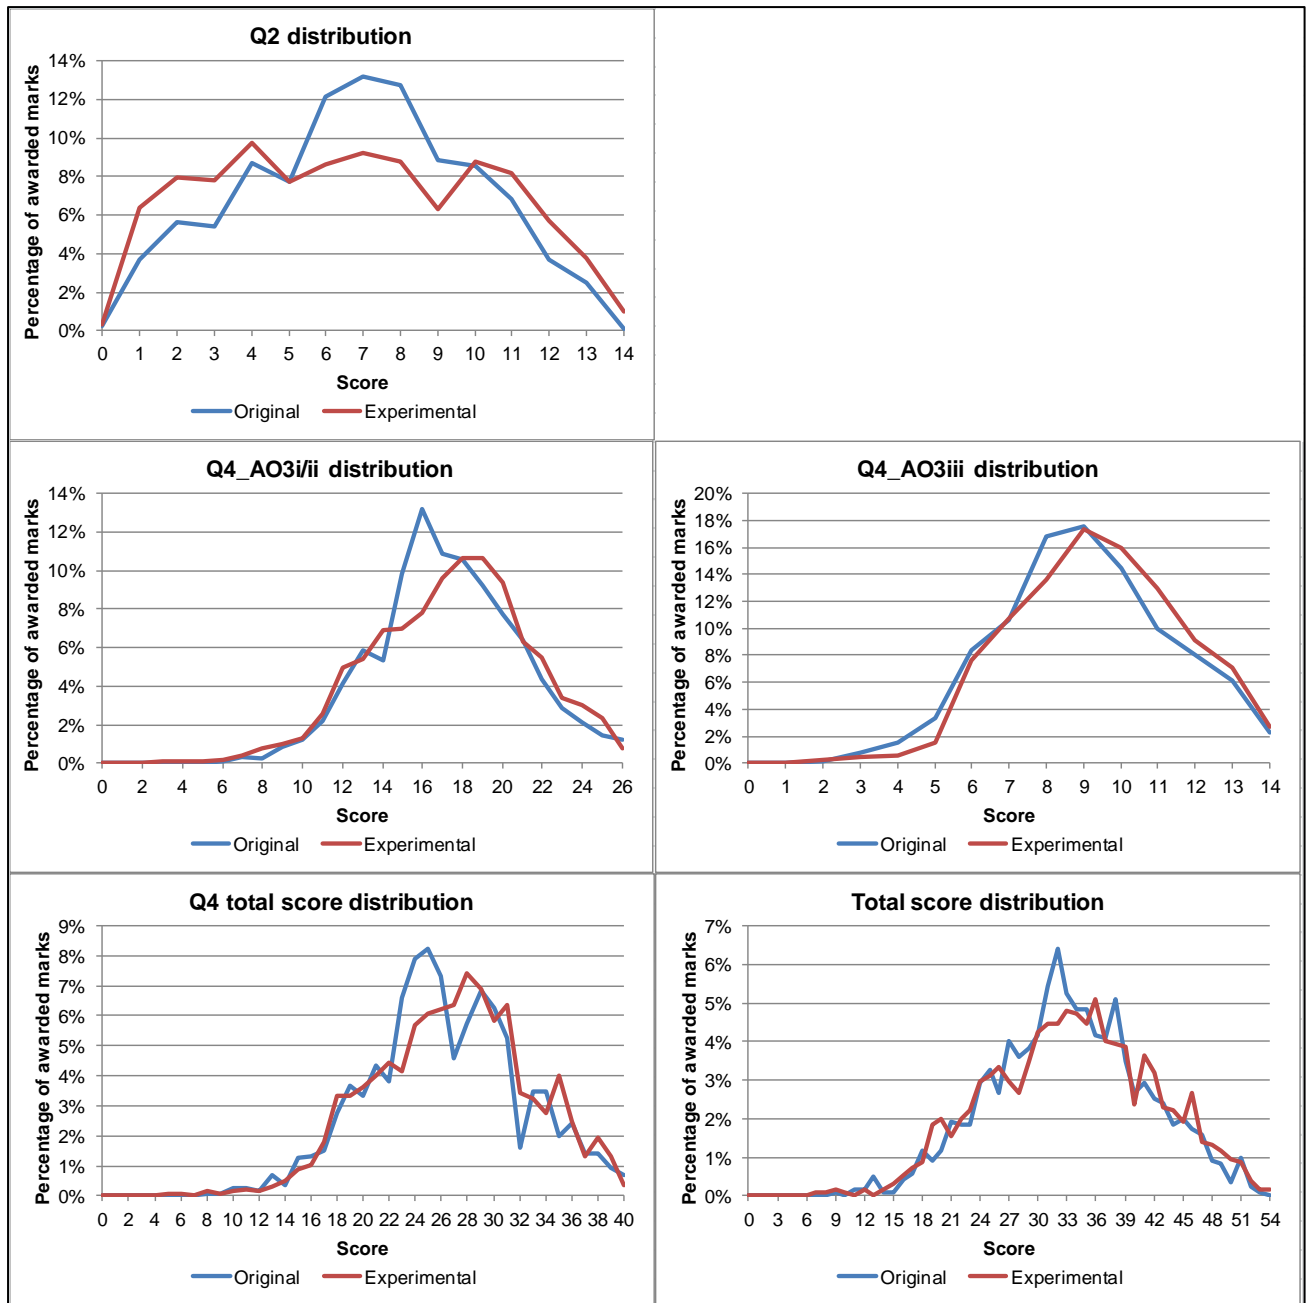 Q2 distribution
Percentage of awarded marks
14%
12%
10%
8%
6%
4%
2%
0%
0 1 2 3 4 5 6 7 8 9 10 11 12 13 14
Score
Original Experimental
Q4_AO3i/ii distribution
Percentage of awarded marks
14%
12%
10%
8%
6%
4%
2%
0%
0 2 4 6 8 10 12 14 16 18 20 22 24 26
Score
Original Experimental
Q4_AO3iii distribution
Percentage of awarded marks
20%
18%
16%
14%
12%
10%
8%
6%
4%
2%
0%
0 1 2 3 4 5 6 7 8 9 10 11 12 13 14
Score
Original Experimental
Q4 total score distribution
Percentage of awarded marks
9%
8%
7%
6%
5%
4%
3%
2%
1%
0%
0 2 4 6 8 10 12 14 16 18 20 22 24 26 28 30 32 34 36 38 40
Score
Original Experimental
Total score distribution
Percentage of awarded marks
7%
6%
5%
4%
3%
2%
1%
0%
0 3 6 9 12 15 18 21 24 27 30 33 36 39 42 45 48 51 54
Score
Original Experimental